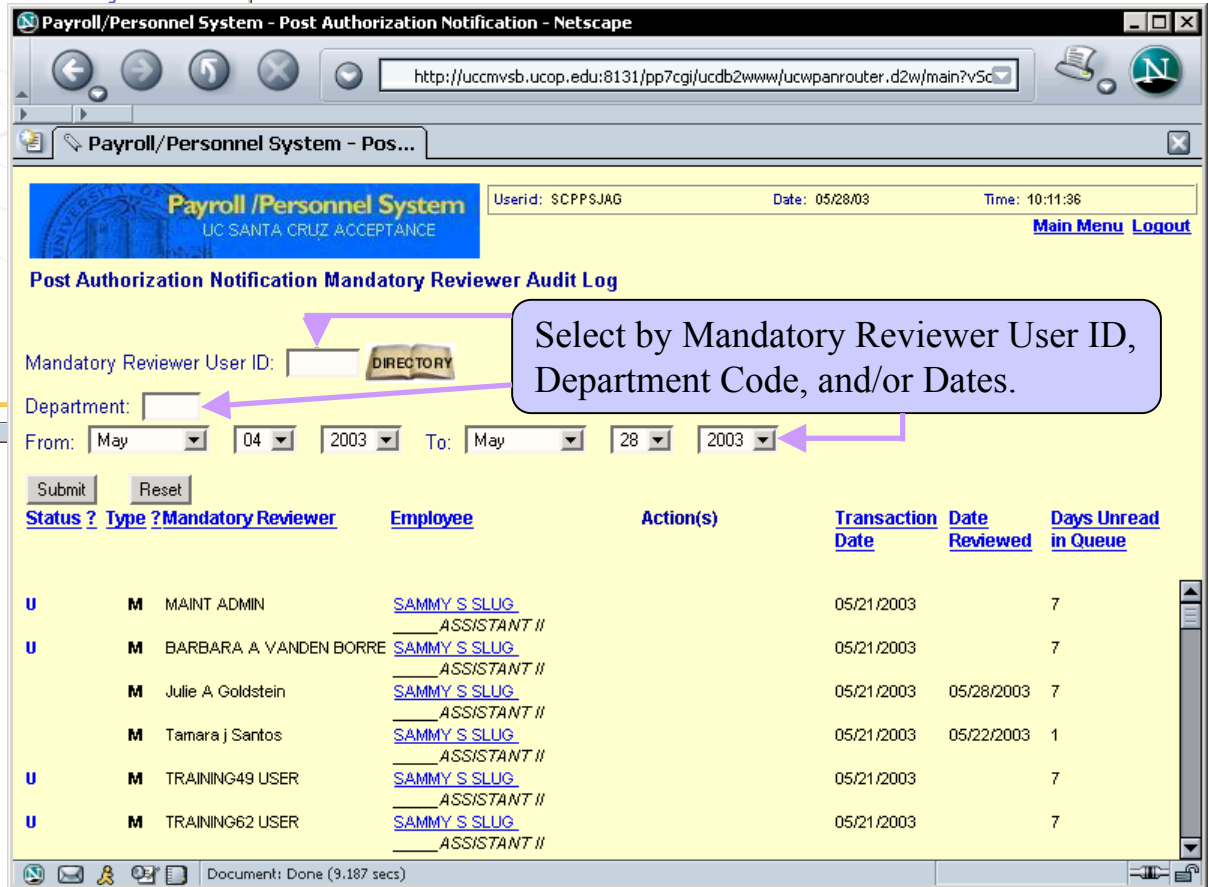 Payroll/Personnel System - Post Authorization Notification - Netscape
http://uccmvsb.ucop.edu:8131/pp7cgi/ucdb2www/ucwpanrouter.d2w/main?vSc
N
Payroll/Personnel System - Pos...
Payroll /Personnel System
UC SANTA CRUZ ACCEPTANCE
Userid: SCPPSJAG Date: 05/28/03 Time: 10:11:36
Main Menu Logout
Post Authorization Notification Mandatory Reviewer Audit Log
Select by Mandatory Reviewer User ID,
Department Code, and/or Dates.
Mandatory Reviewer User ID: DIRECTORY
Department:
From: May 04 2003 To: May 28 2003
Submit Reset
Status ? Type ? Mandatory Reviewer Employee Action(s) Transaction Date Date Reviewed Days Unread in Queue
U M MAINT ADMIN SAMMY S SLUG 05/21/2003 7
_____ASSISTANT II
U M BARBARA A VANDEN BORRE SAMMY S SLUG 05/21/2003 7
_____ASSISTANT II
M Julie A Goldstein SAMMY S SLUG 05/21/2003 05/28/2003 7
_____ASSISTANT II
M Tamara j Santos SAMMY S SLUG 05/21/2003 05/22/2003 1
_____ASSISTANT II
U M TRAINING49 USER SAMMY S SLUG 05/21/2003 7
_____ASSISTANT II
U M TRAINING62 USER SAMMY S SLUG 05/21/2003 7
_____ASSISTANT II
Document: Done (9.187 secs)